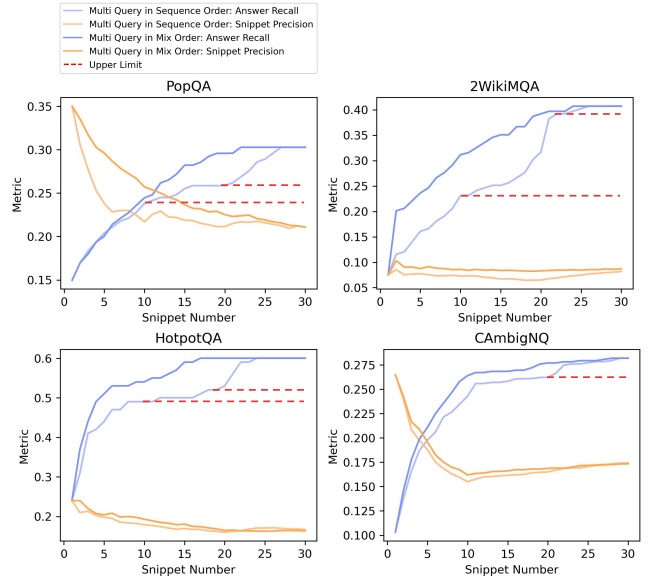 Multi Query in Sequence Order: Answer Recall
Multi Query in Sequence Order: Snippet Precision
Multi Query in Mix Order: Answer Recall
Multi Query in Mix Order: Snippet Precision
Upper Limit
PopQA
Metric
0.35
0.30
0.25
0.20
0.15
0 5 10 15 20 25 30
Snippet Number
2WikiMQA
Metric
0.40
0.35
0.30
0.25
0.20
0.15
0.10
0.05
0 5 10 15 20 25 30
Snippet Number
HotpotQA
Metric
0.6
0.5
0.4
0.3
0.2
0 5 10 15 20 25 30
Snippet Number
CAmbigNQ
Metric
0.275
0.250
0.225
0.200
0.175
0.150
0.125
0.100
0 5 10 15 20 25 30
Snippet Number